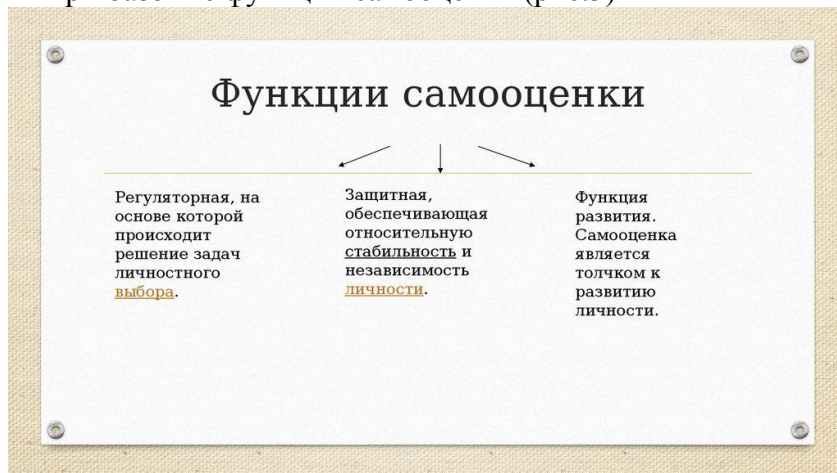 Функции самооценки
Регуляторная, на
основе которой
происходит
решение задач
личностного
выбора.
Защитная,
обеспечивающая
относительную
стабильность и
независимость
личности.
Функция
развития.
Самооценка
является
толчком к
развитию
личности.